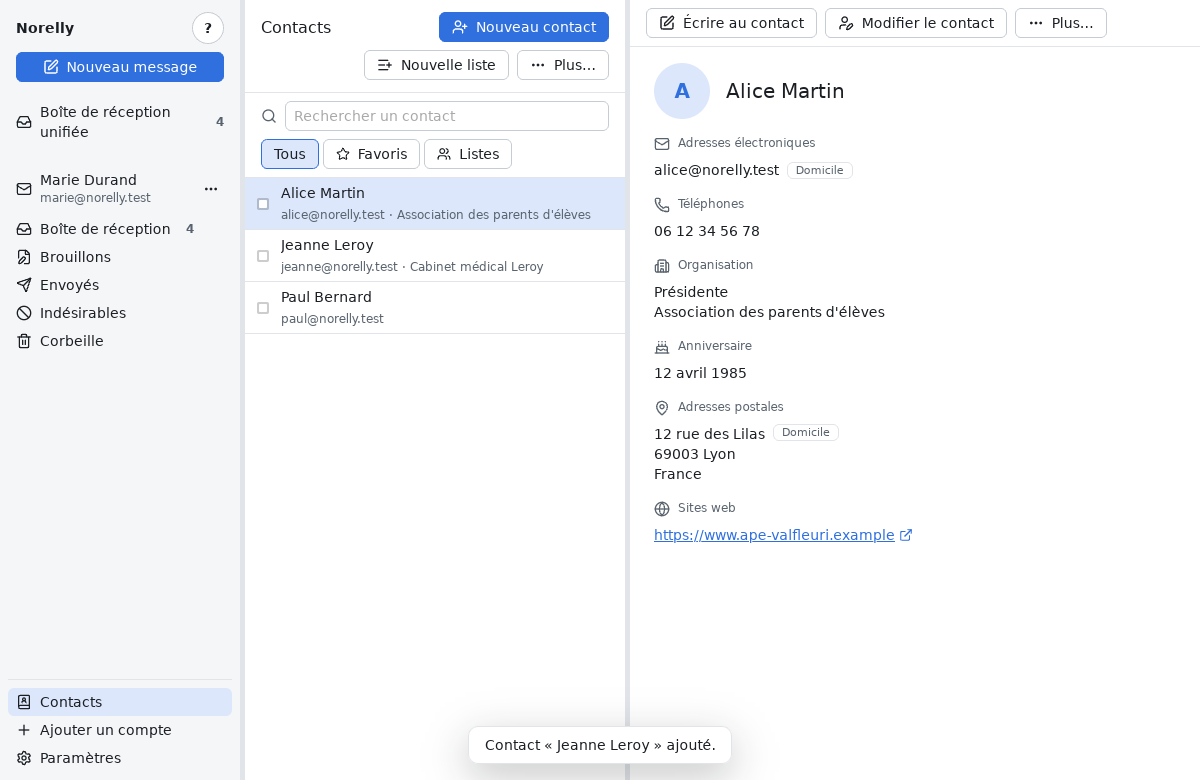 Norelly
?
Nouveau message
Boîte de réception
unifiée
4
Marie Durand
marie@norelly.test
Boîte de réception 4
Brouillons
Envoyés
Indésirables
Corbeille
Contacts
Ajouter un compte
Paramètres
Contacts
Nouveau contact
Nouvelle liste
Plus...
Rechercher un contact
Tous
Favoris
Listes
Alice Martin
alice@norelly.test · Association des parents d'élèves
Jeanne Leroy
jeanne@norelly.test · Cabinet médical Leroy
Paul Bernard
paul@norelly.test
Écrire au contact
Modifier le contact
Plus...
A
Alice Martin
Adresses électroniques
alice@norelly.test Domicile
Téléphones
06 12 34 56 78
Organisation
Présidente
Association des parents d'élèves
Anniversaire
12 avril 1985
Adresses postales
12 rue des Lilas Domicile
69003 Lyon
France
Sites web
https://www.ape-valfleuri.example
Contact « Jeanne Leroy » ajouté.